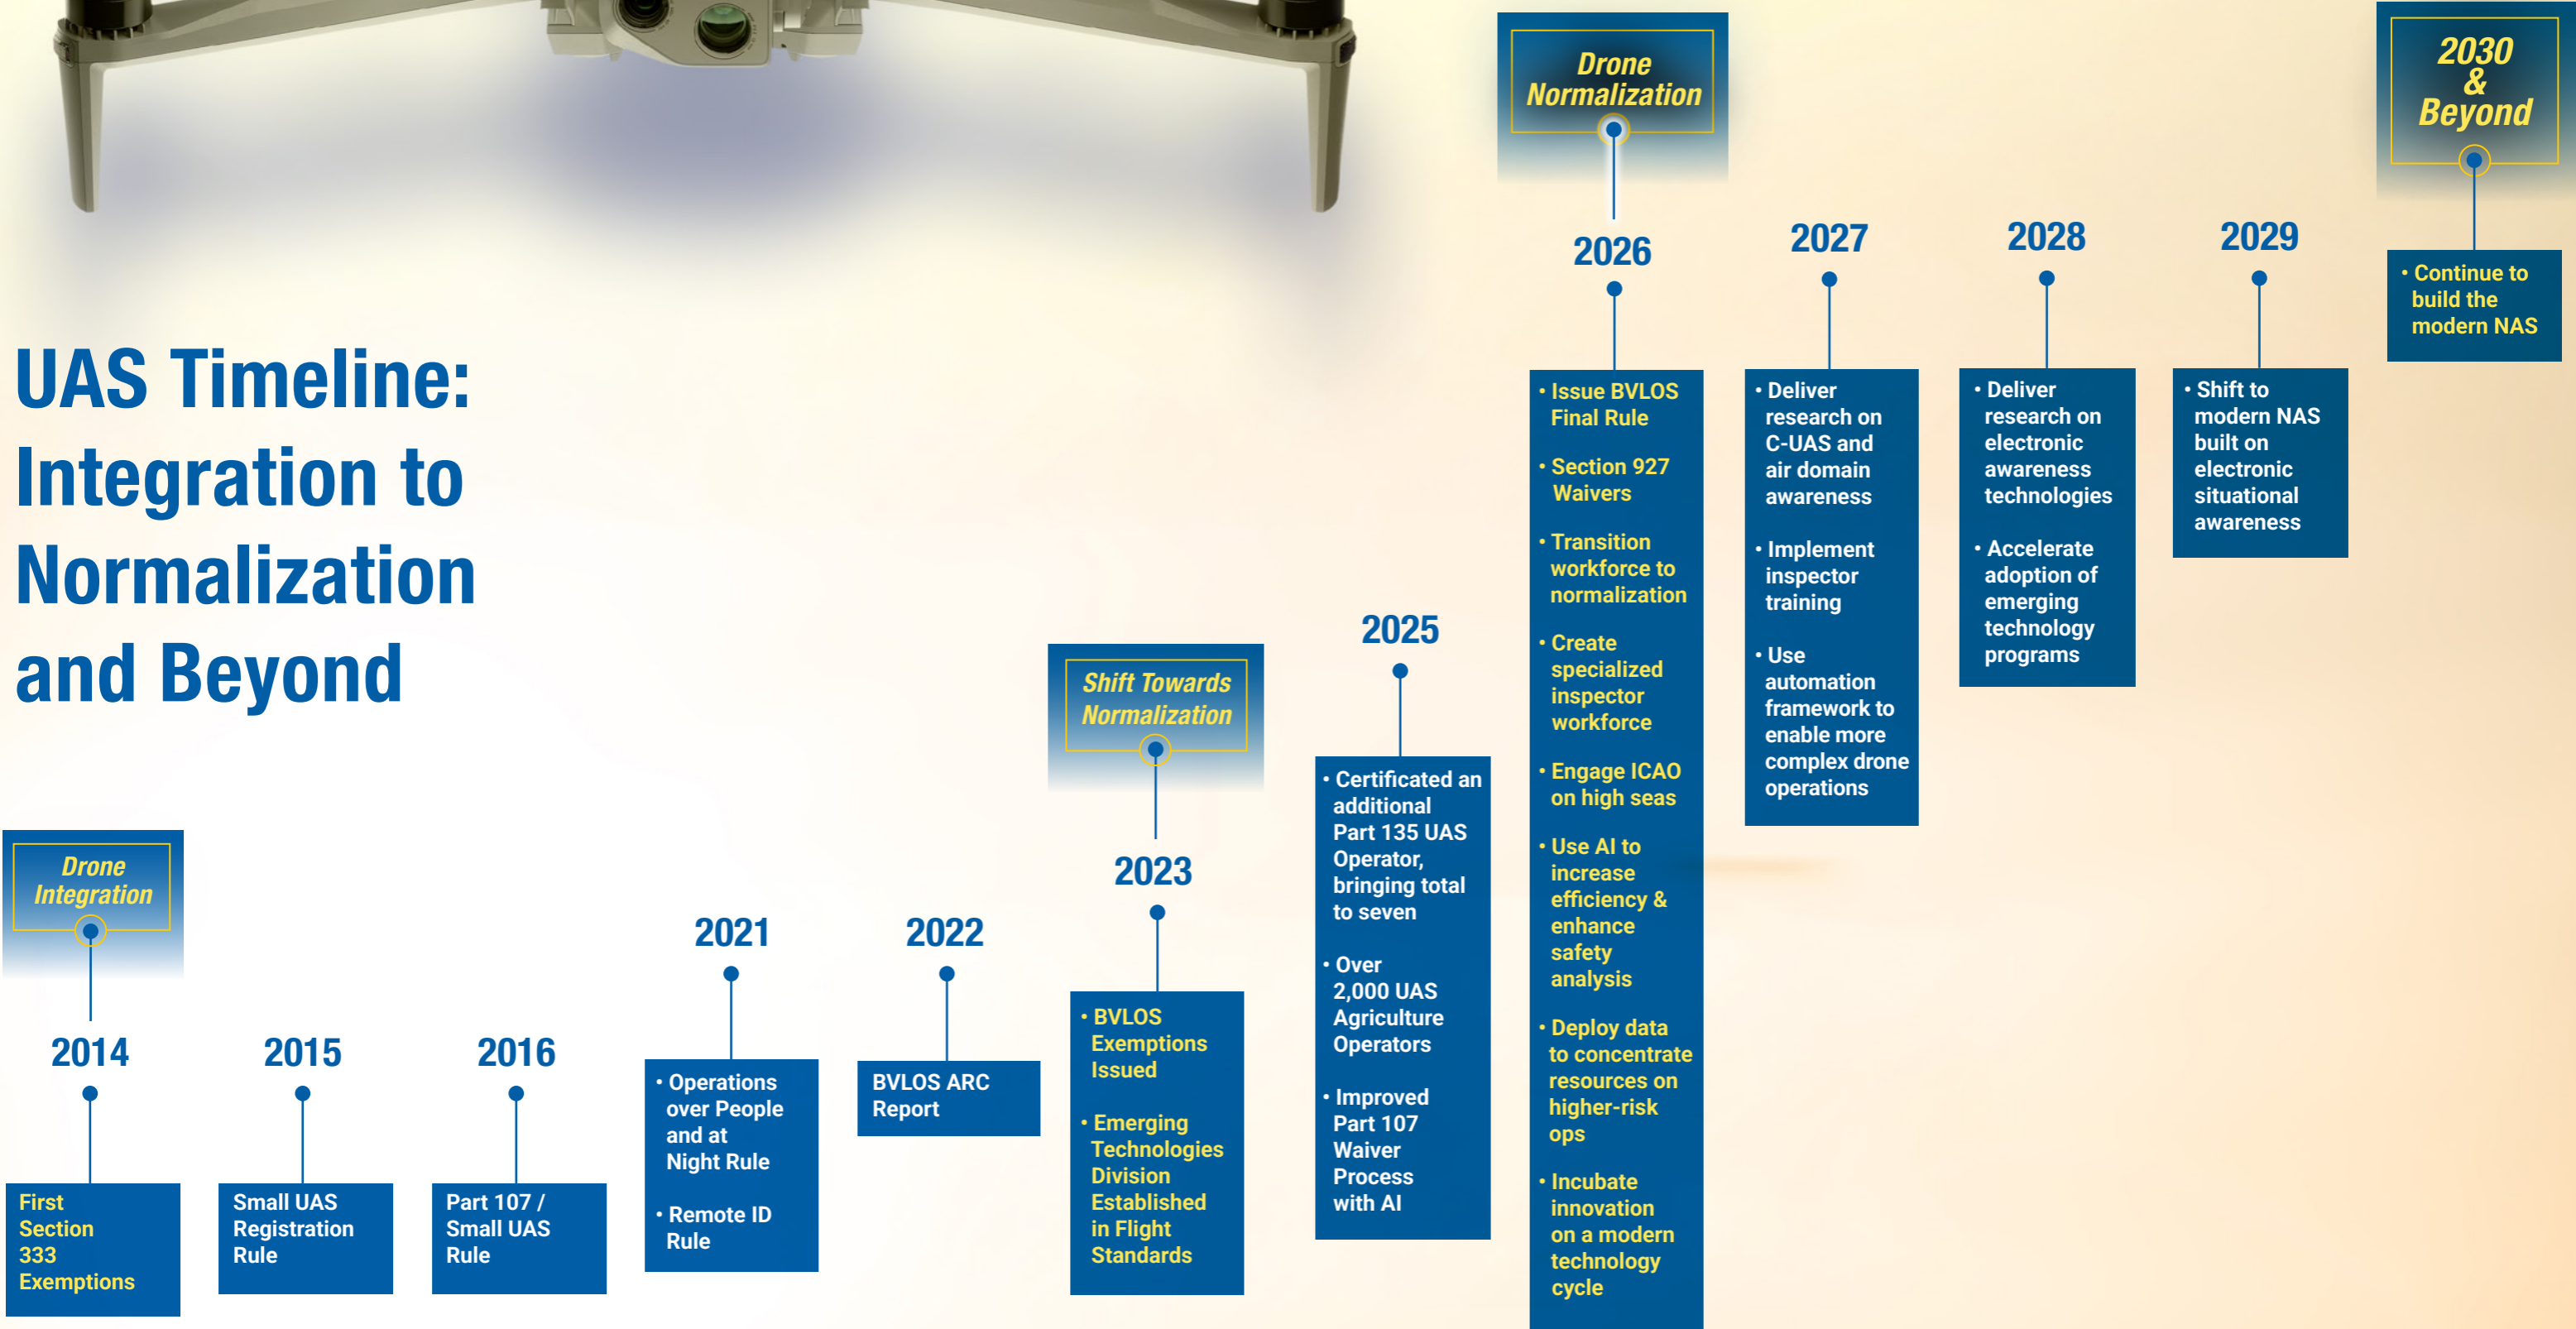 UAS Timeline:
Integration to
Normalization
and Beyond
Drone
Integration
2014
First
Section
333
Exemptions
2015
Small UAS
Registration
Rule
2016
Part 107 /
Small UAS
Rule
2021
• Operations
over People
and at
Night Rule
• Remote ID
Rule
2022
BVLOS ARC
Report
Shift Towards
Normalization
2023
• BVLOS
Exemptions
Issued
• Emerging
Technologies
Division
Established
in Flight
Standards
2025
• Certificated an
additional
Part 135 UAS
Operator,
bringing total
to seven
• Over
2,000 UAS
Agriculture
Operators
• Improved
Part 107
Waiver
Process
with AI
Drone
Normalization
2026
• Issue BVLOS
Final Rule
• Section 927
Waivers
• Transition
workforce to
normalization
• Create
specialized
inspector
workforce
• Engage ICAO
on high seas
• Use AI to
increase
efficiency &
enhance
safety
analysis
• Deploy data
to concentrate
resources on
higher-risk
ops
• Incubate
innovation
on a modern
technology
cycle
2027
• Deliver
research on
C-UAS and
air domain
awareness
• Implement
inspector
training
• Use
automation
framework to
enable more
complex drone
operations
2028
• Deliver
research on
electronic
awareness
technologies
• Accelerate
adoption of
emerging
technology
programs
2029
• Shift to
modern NAS
built on
electronic
situational
awareness
2030
&
Beyond
• Continue to
build the
modern NAS